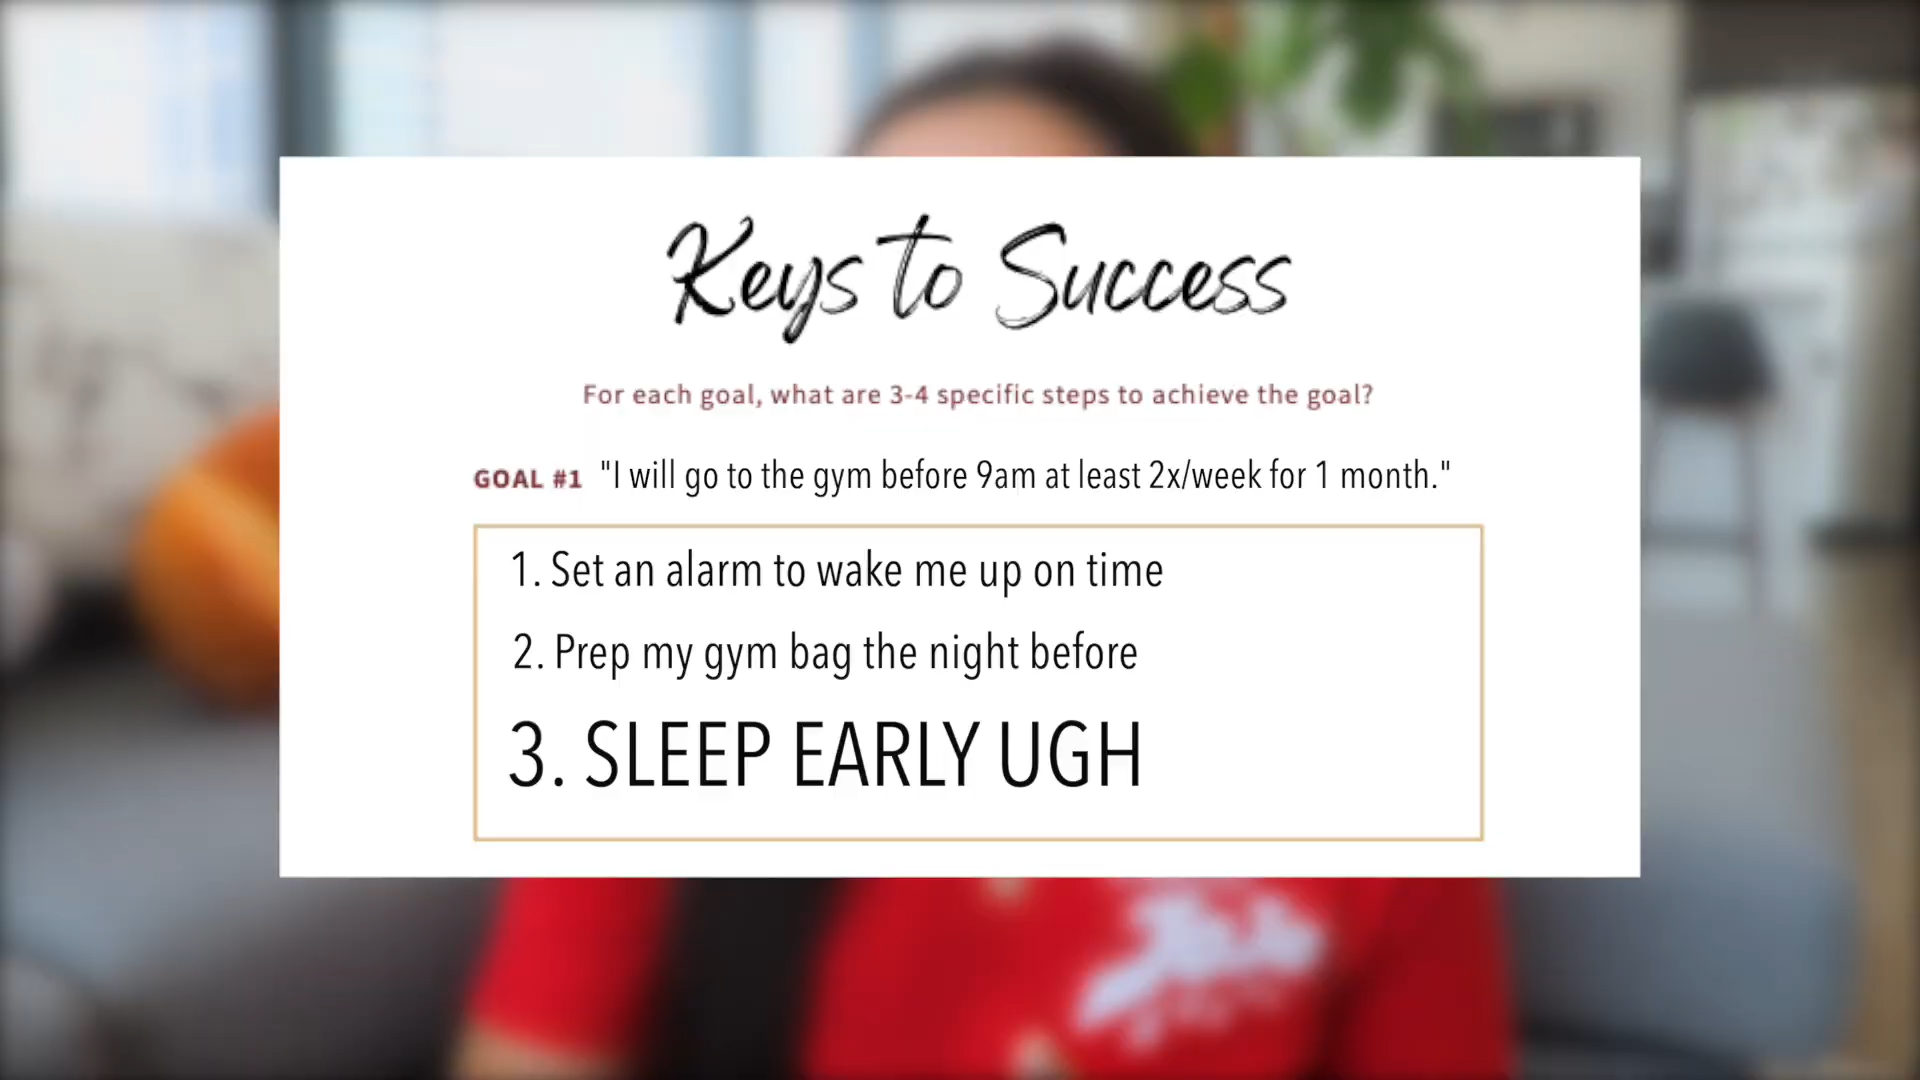 Keys to Success
For each goal, what are 3-4 specific steps to achieve the goal?
GOAL #1 "I will go to the gym before 9am at least 2x/week for 1 month."
1. Set an alarm to wake me up on time
2. Prep my gym bag the night before
3. SLEEP EARLY UGH